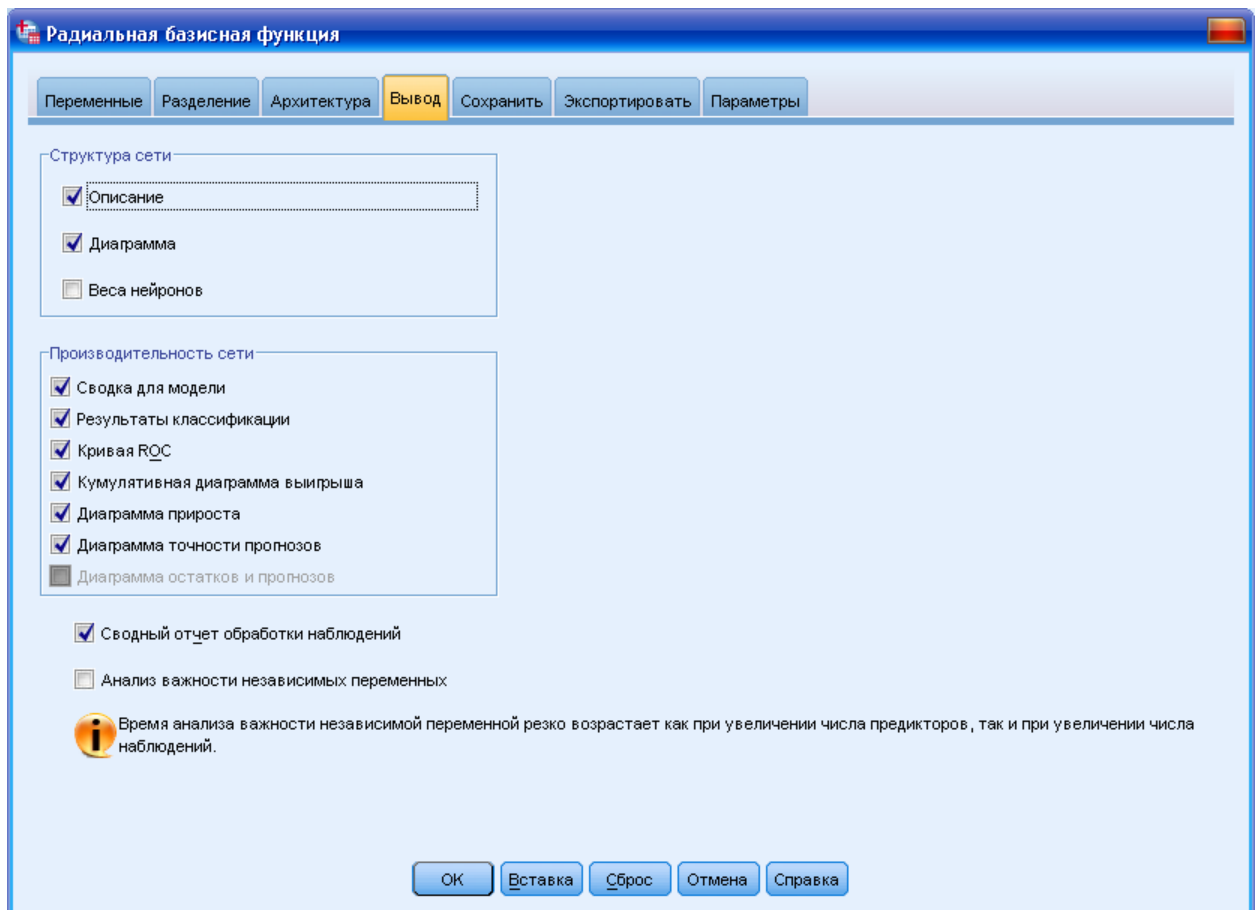 Радиальная базисная функция
Переменные Разделение Архитектура Вывод Сохранить Экспортировать Параметры
Структура сети
Описание
Диаграмма
Веса нейронов
Производительность сети
Сводка для модели
Результаты классификации
Кривая ROC
Кумулятивная диаграмма выигрыша
Диаграмма прироста
Диаграмма точности прогнозов
Диаграмма остатков и прогнозов
Сводный отчет обработки наблюдений
Анализ важности независимых переменных
Время анализа важности независимой переменной резко возрастает как при увеличении числа предикторов, так и при увеличении числа
наблюдений.
ОК Вставка Сброс Отмена Справка